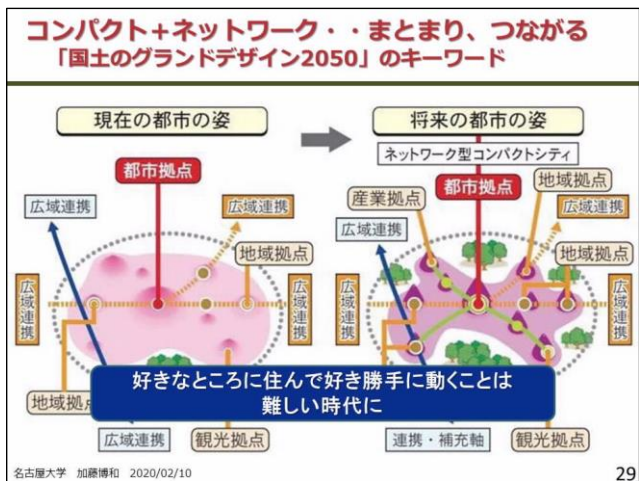 コンパクト+ネットワーク・・まとまり、つながる
「国土のグランドデザイン2050」のキーワード
現在の都市の姿
都市拠点
広域連携
広域連携
地域拠点
広域連携
広域連携
地域拠点
広域連携
観光拠点
将来の都市の姿
ネットワーク型コンパクトシティ
産業拠点
都市拠点
地域拠点
広域連携
広域連携
地域拠点
広域連携
広域連携
連携・補充軸
観光拠点
好きなところに住んで好き勝手に動くことは
難しい時代に
名古屋大学 加藤博和 2020/02/10
29